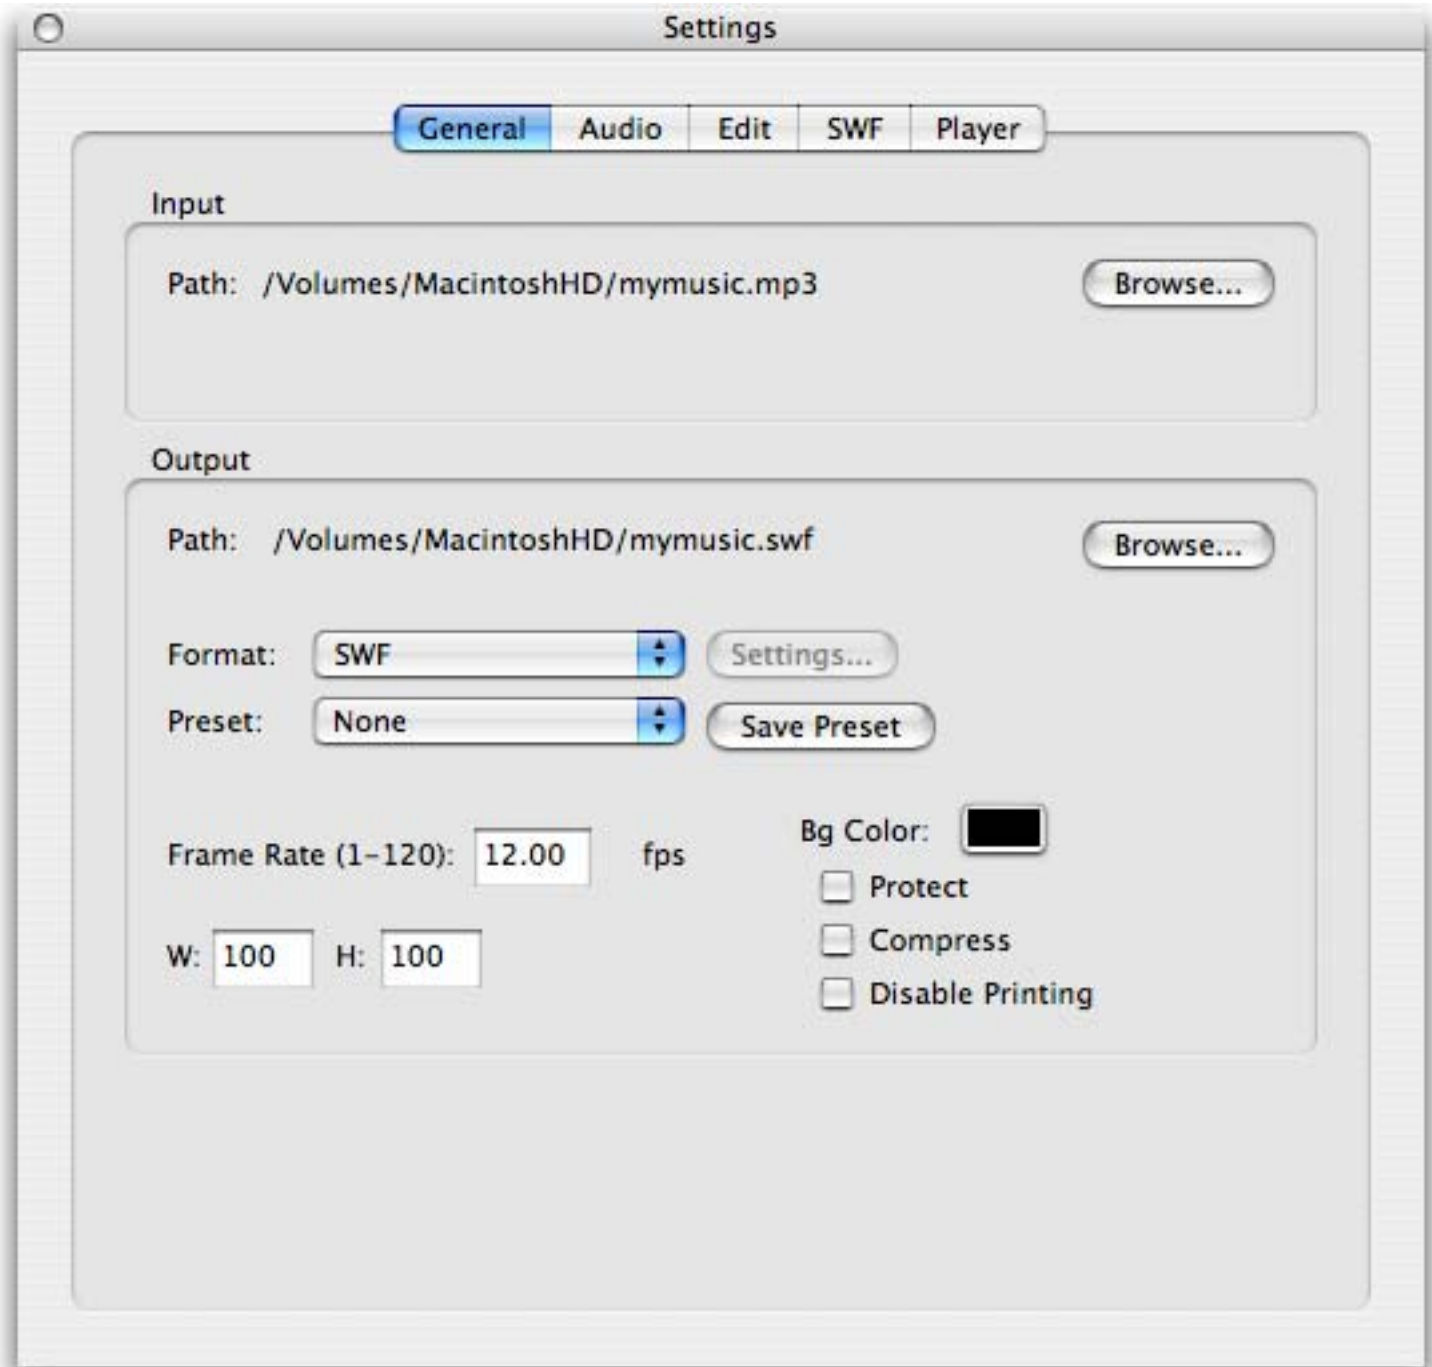 Settings
General Audio Edit SWF Player
Input
Path: /Volumes/MacintoshHD/mymusic.mp3 Browse...
Output
Path: /Volumes/MacintoshHD/mymusic.swf Browse...
Format: SWF Settings...
Preset: None Save Preset
Bg Color:
Frame Rate (1-120): 12.00 fps
Protect
Compress
W: 100 H: 100
Disable Printing